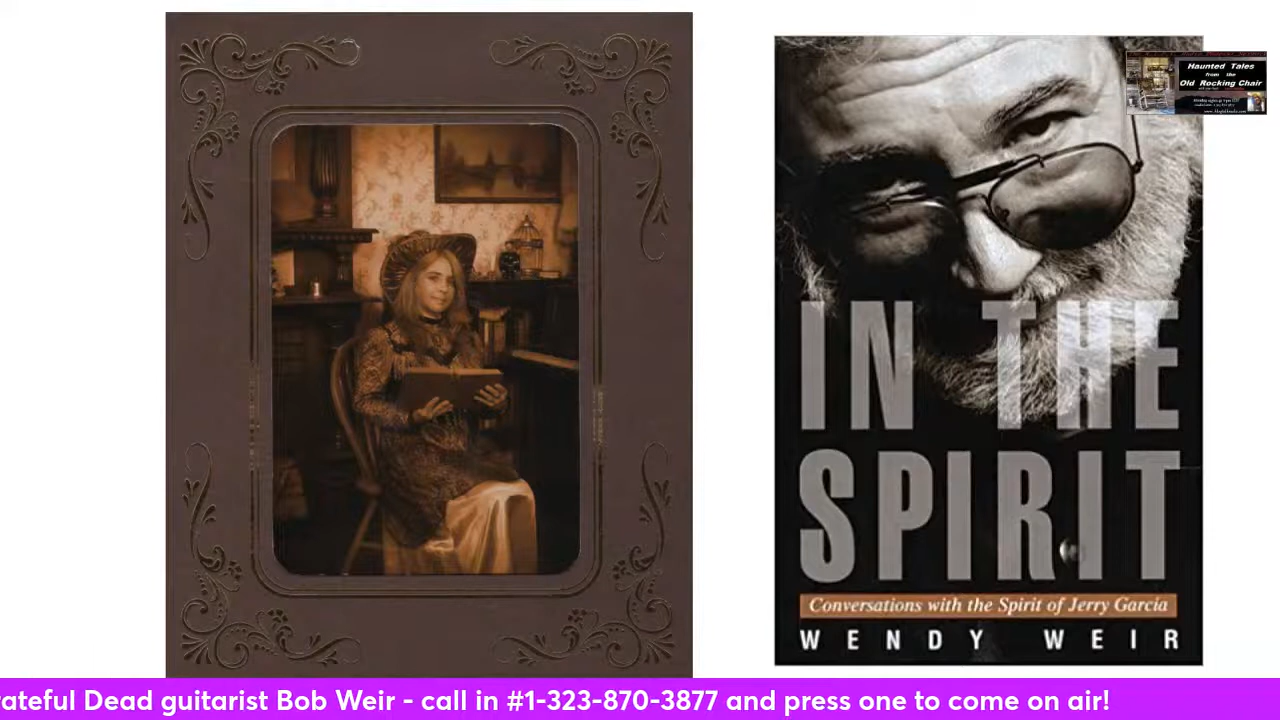 Haunted Tales
from the
Old Rocking Chair
IN THE
SPIRIT
Conversations with the Spirit of Jerry Garcia
WENDY WEIR
rateful Dead guitarist Bob Weir - call in #1-323-870-3877 and press one to come on air!